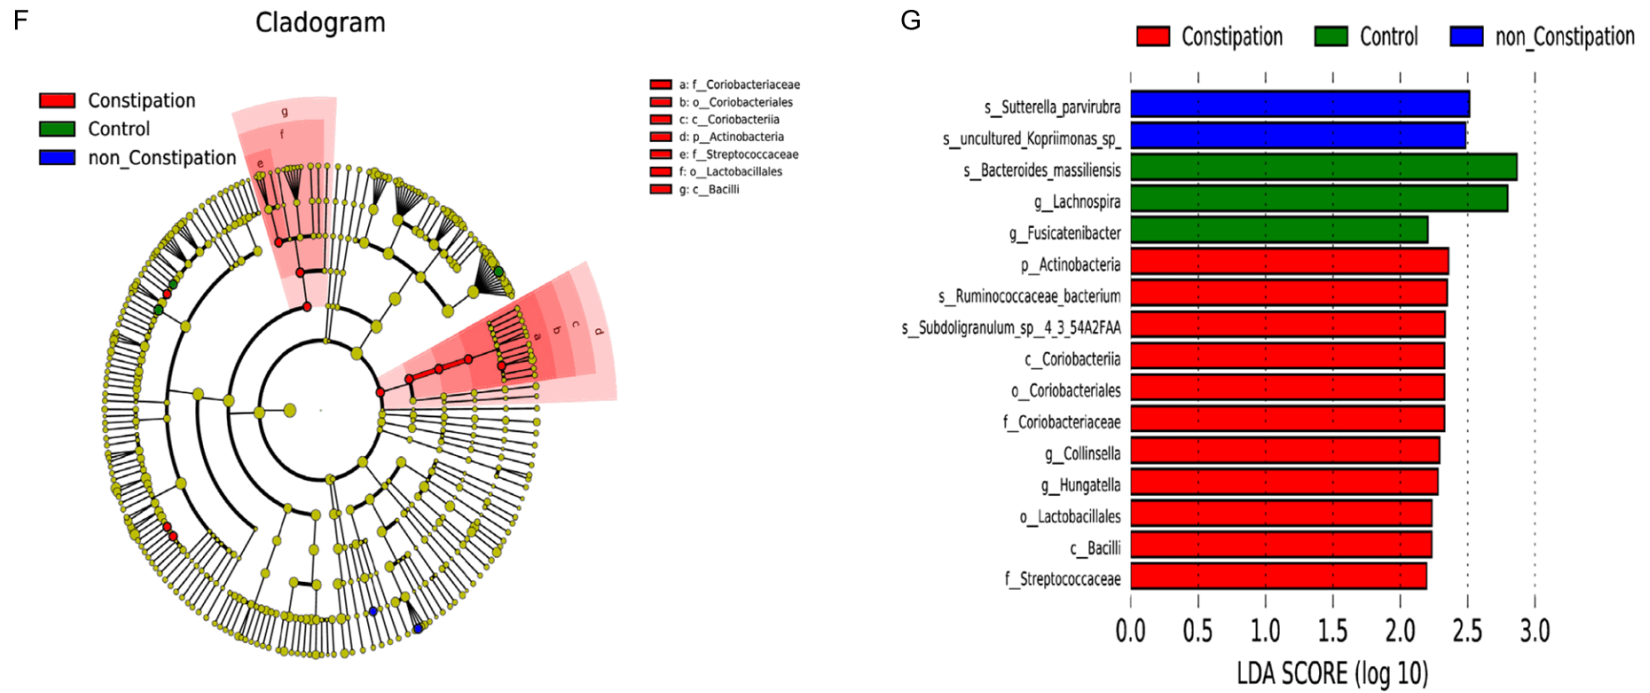 F
Cladogram
Constipation
Control
non_Constipation
g
f
e
a
b
c
d
a: f__Coriobacteriaceae
b: o__Coriobacteriales
c: c__Coriobacteriia
d: p__Actinobacteria
e: f__Streptococcaceae
f: o__Lactobacillales
g: c__Bacilli
G
Constipation Control non_Constipation
s__Sutterella_parvirubra
s__uncultured_Kopriimonas_sp_
s__Bacteroides_massiliensis
g__Lachnospira
g__Fusicatenibacter
p__Actinobacteria
s__Ruminococcaceae_bacterium
s__Subdoligranulum_sp__4_3_54A2FAA
c__Coriobacteriia
o__Coriobacteriales
f__Coriobacteriaceae
g__Collinsella
g__Hungatella
o__Lactobacillales
c__Bacilli
f__Streptococcaceae
0.0 0.5 1.0 1.5 2.0 2.5 3.0
LDA SCORE (log 10)